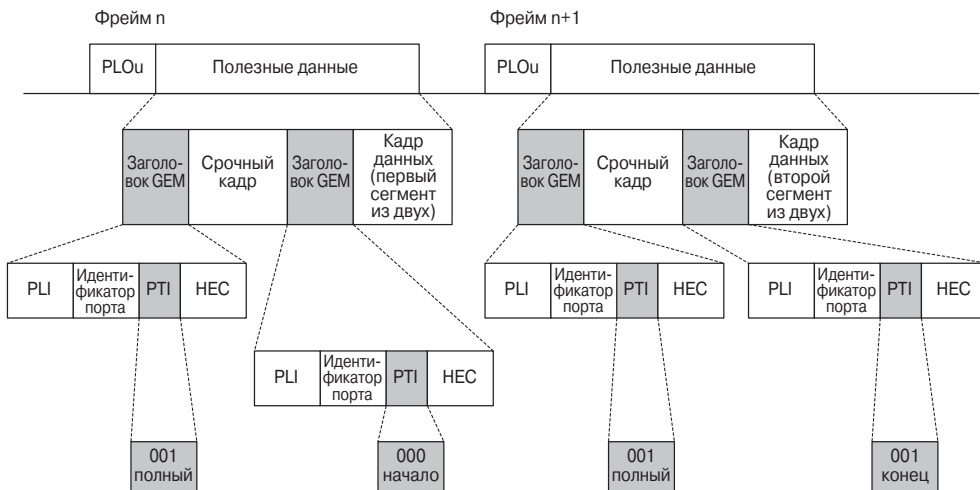 Фрейм n
Фрейм n+1
PLOu
Полезные данные
PLOu
Полезные данные
Заголо-
вок GEM
Срочный
кадр
Заголо-
вок GEM
Кадр
данных
(первый
сегмент
из двух)
Заголо-
вок GEM
Срочный
кадр
Заголо-
вок GEM
Кадр
данных
(второй
сегмент
из двух)
PLI
Иденти-
фикатор
порта
PTI
HEC
PLI
Иденти-
фикатор
порта
PTI
HEC
PLI
Иденти-
фикатор
порта
PTI
HEC
PLI
Иденти-
фикатор
порта
PTI
HEC
001
полный
000
начало
001
полный
001
конец